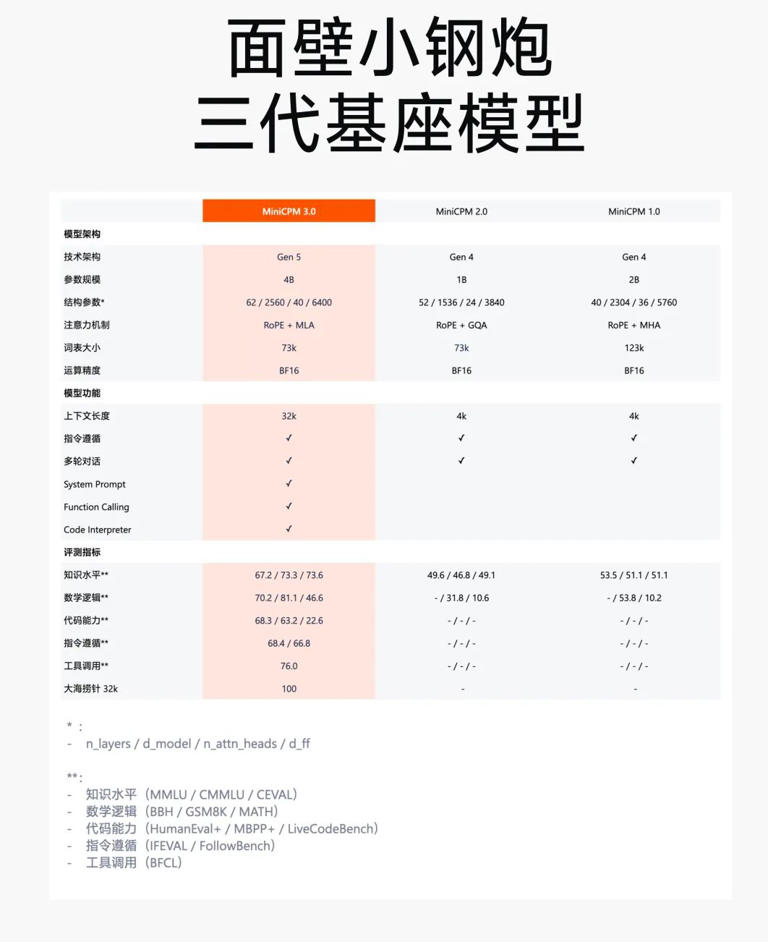 面壁小钢炮
三代基座模型
MiniCPM 3.0 MiniCPM 2.0 MiniCPM 1.0
模型架构
技术架构 Gen 5 Gen 4 Gen 4
参数规模 4B 1B 2B
结构参数* 62 / 2560 / 40 / 6400 52 / 1536 / 24 / 3840 40 / 2304 / 36 / 5760
注意力机制 RoPE + MLA RoPE + GQA RoPE + MHA
词表大小 73k 73k 123k
运算精度 BF16 BF16 BF16
模型功能
上下文长度 32k 4k 4k
指令遵循 ✓ ✓ ✓
多轮对话 ✓ ✓ ✓
System Prompt ✓
Function Calling ✓
Code Interpreter ✓
评测指标
知识水平** 67.2 / 73.3 / 73.6 49.6 / 46.8 / 49.1 53.5 / 51.1 / 51.1
数学逻辑** 70.2 / 81.1 / 46.6 - / 31.8 / 10.6 - / 53.8 / 10.2
代码能力** 68.3 / 63.2 / 22.6 - / - / - - / - / -
指令遵循** 68.4 / 66.8 - / - / - - / - / -
工具调用** 76.0 - / - / - - / - / -
大海捞针 32k 100 - -
* :
- n_layers / d_model / n_attn_heads / d_ff
**:
- 知识水平（MMLU / CMMLU / CEVAL）
- 数学逻辑（BBH / GSM8K / MATH）
- 代码能力（HumanEval+ / MBPP+ / LiveCodeBench）
- 指令遵循（IFEVAL / FollowBench）
- 工具调用（BFCL）